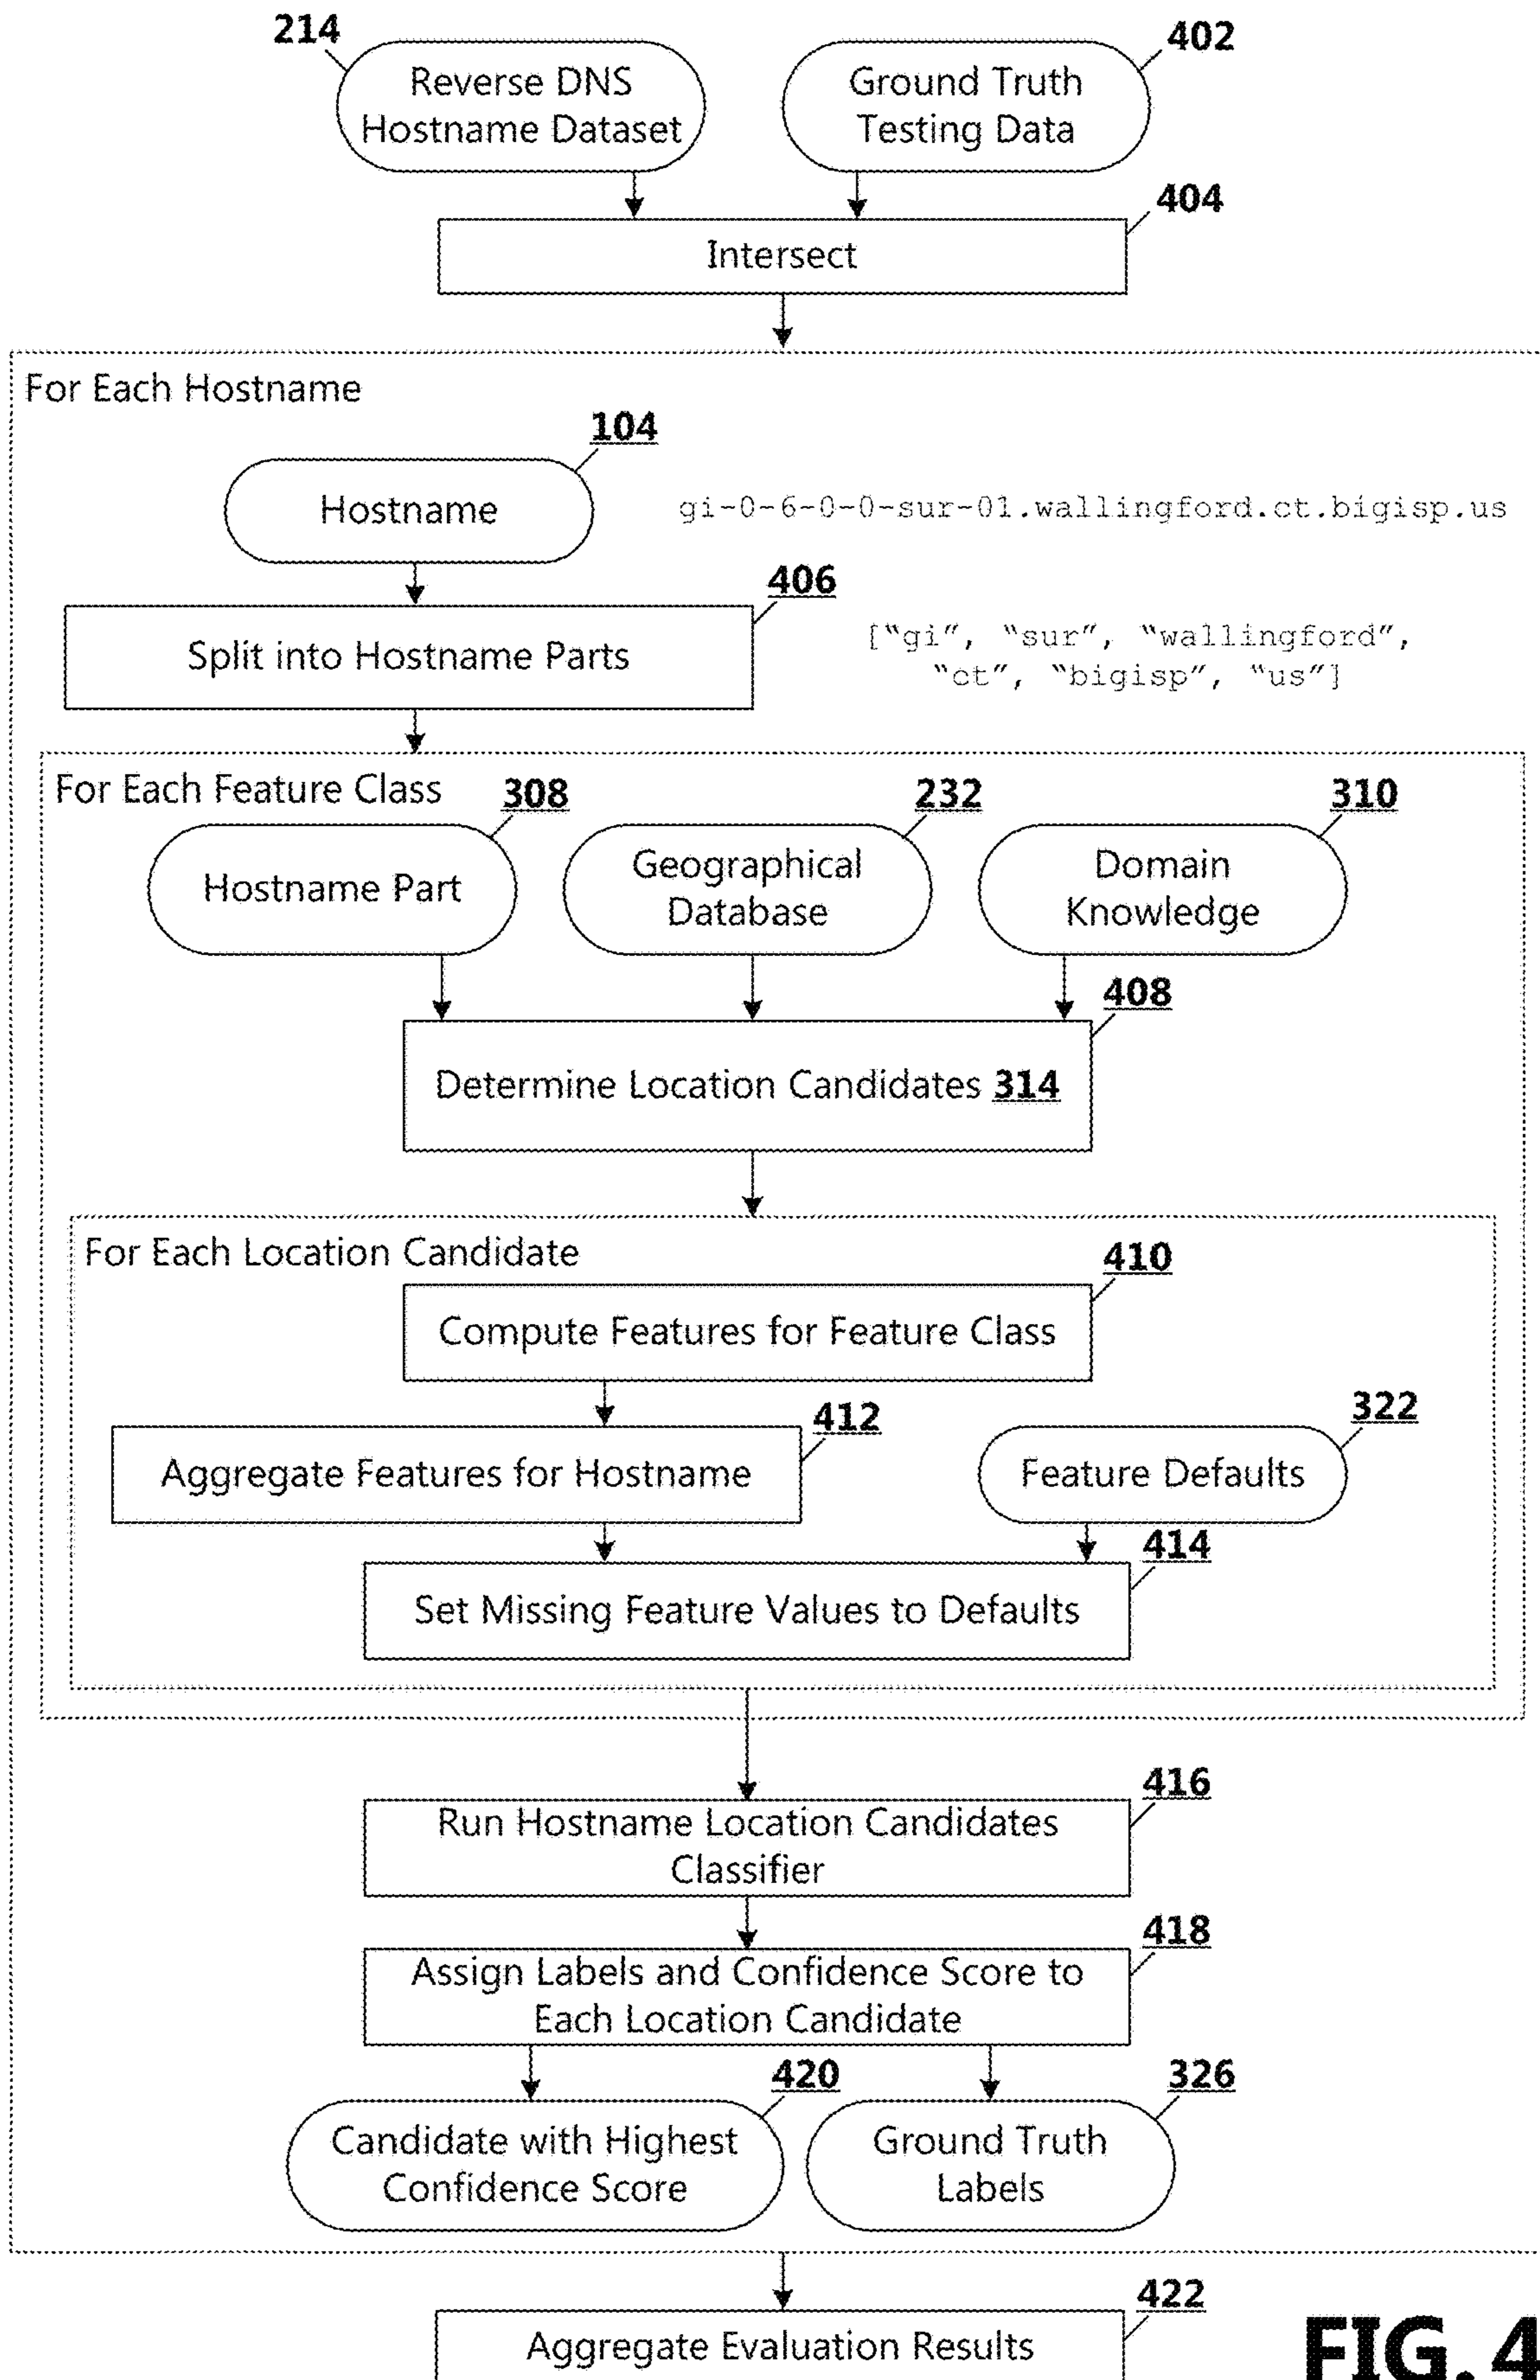 214
402
Reverse DNS
Hostname Dataset
Ground Truth
Testing Data
404
Intersect
For Each Hostname
104
Hostname
gi-0-6-0-0-sur-01.wallingford.ct.bigisp.us
406
Split into Hostname Parts
[“gi”, “sur”, “wallingford”,
“ct”, “bigisp”, “us”]
For Each Feature Class
308
232
310
Hostname Part
Geographical
Database
Domain
Knowledge
408
Determine Location Candidates 314
For Each Location Candidate
410
Compute Features for Feature Class
412
322
Aggregate Features for Hostname
Feature Defaults
414
Set Missing Feature Values to Defaults
416
Run Hostname Location Candidates
Classifier
418
Assign Labels and Confidence Score to
Each Location Candidate
420
326
Candidate with Highest
Confidence Score
Ground Truth
Labels
422
Aggregate Evaluation Results
FIG. 4